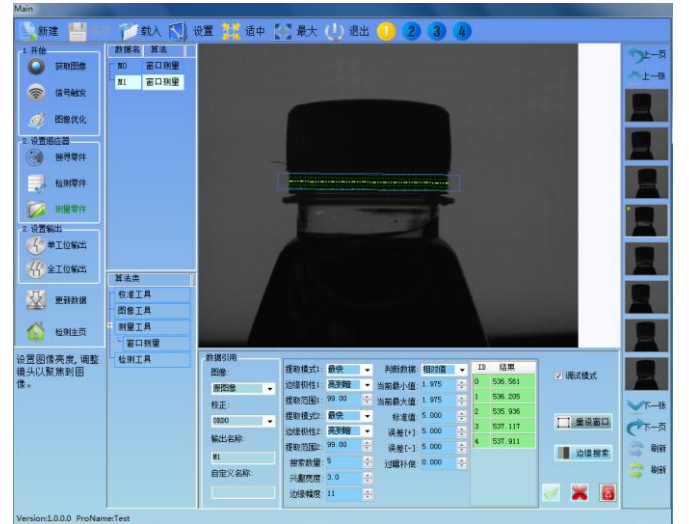 Main
新建
载入
设置
适中
最大
退出
1
2
3
4
1.开始
获取图像
信号触发
图像优化
2.设置感应器
搜寻零件
检测零件
测量零件
2.设置输出
单工位输出
全工位输出
更新数据
检测主页
设置图像亮度,调整
镜头以聚焦到图
像。
数据名 算法
M0 窗口测量
M1 窗口测量
算法类
校准工具
图像工具
测量工具
窗口测量
检测工具
上一页
上一张
下一张
下一页
刷新
刷新
数据引用
图像:
原图像
校正:
输出名称:
M1
自定义名称:
提取模式1: 最快
边缘极性1: 亮到暗
提取范围1: 99.00
提取模式2: 最快
边缘极性2: 亮到暗
提取范围2: 99.00
搜索数量: 5
兴趣宽度: 3.0
边缘幅度: 11
判断数据: 相对值
当前最小值: 1.975
当前最大值: 1.975
标准值: 5.000
误差[+]: 5.000
误差[-]: 5.000
过曝补偿: 0.000
ID 结果
0 536.561
1 536.205
2 535.936
3 537.117
4 537.911
调试模式
重设窗口
边缘搜索
Version:1.0.0.0 ProName:Test